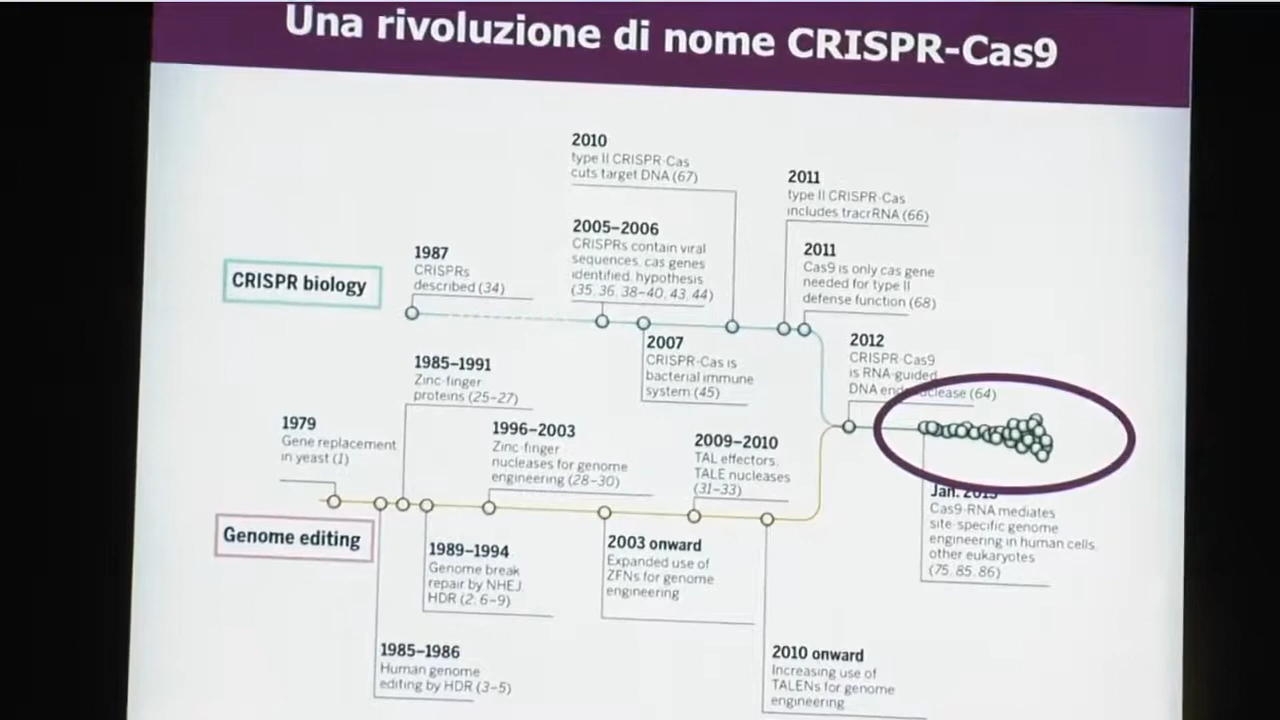 Una rivoluzione di nome CRISPR-Cas9
2010
type II CRISPR-Cas
cuts target DNA (67)
2011
type II CRISPR-Cas
includes tracrRNA (66)
2005–2006
CRISPRs contain viral
sequences, cas genes
identified, hypothesis
(35, 36, 38–40, 43, 44)
2011
Cas9 is only cas gene
needed for type II
defense function (68)
1987
CRISPRs
described (34)
CRISPR biology
2007
CRISPR-Cas is
bacterial immune
system (45)
2012
CRISPR-Cas9
is RNA-guided
DNA endonuclease (64)
1985–1991
Zinc-finger
proteins (25–27)
1979
Gene replacement
in yeast (1)
1996–2003
Zinc-finger
nucleases for genome
engineering (28–30)
2009–2010
TAL effectors,
TALE nucleases
(31–33)
Jan. 2013
Cas9-RNA mediates
site-specific genome
engineering in human cells,
other eukaryotes
(75, 85, 86)
Genome editing
1989–1994
Genome break
repair by NHEJ,
HDR (2, 6–9)
2003 onward
Expanded use of
ZFNs for genome
engineering
1985–1986
Human genome
editing by HDR (3–5)
2010 onward
Increasing use of
TALENs for genome
engineering